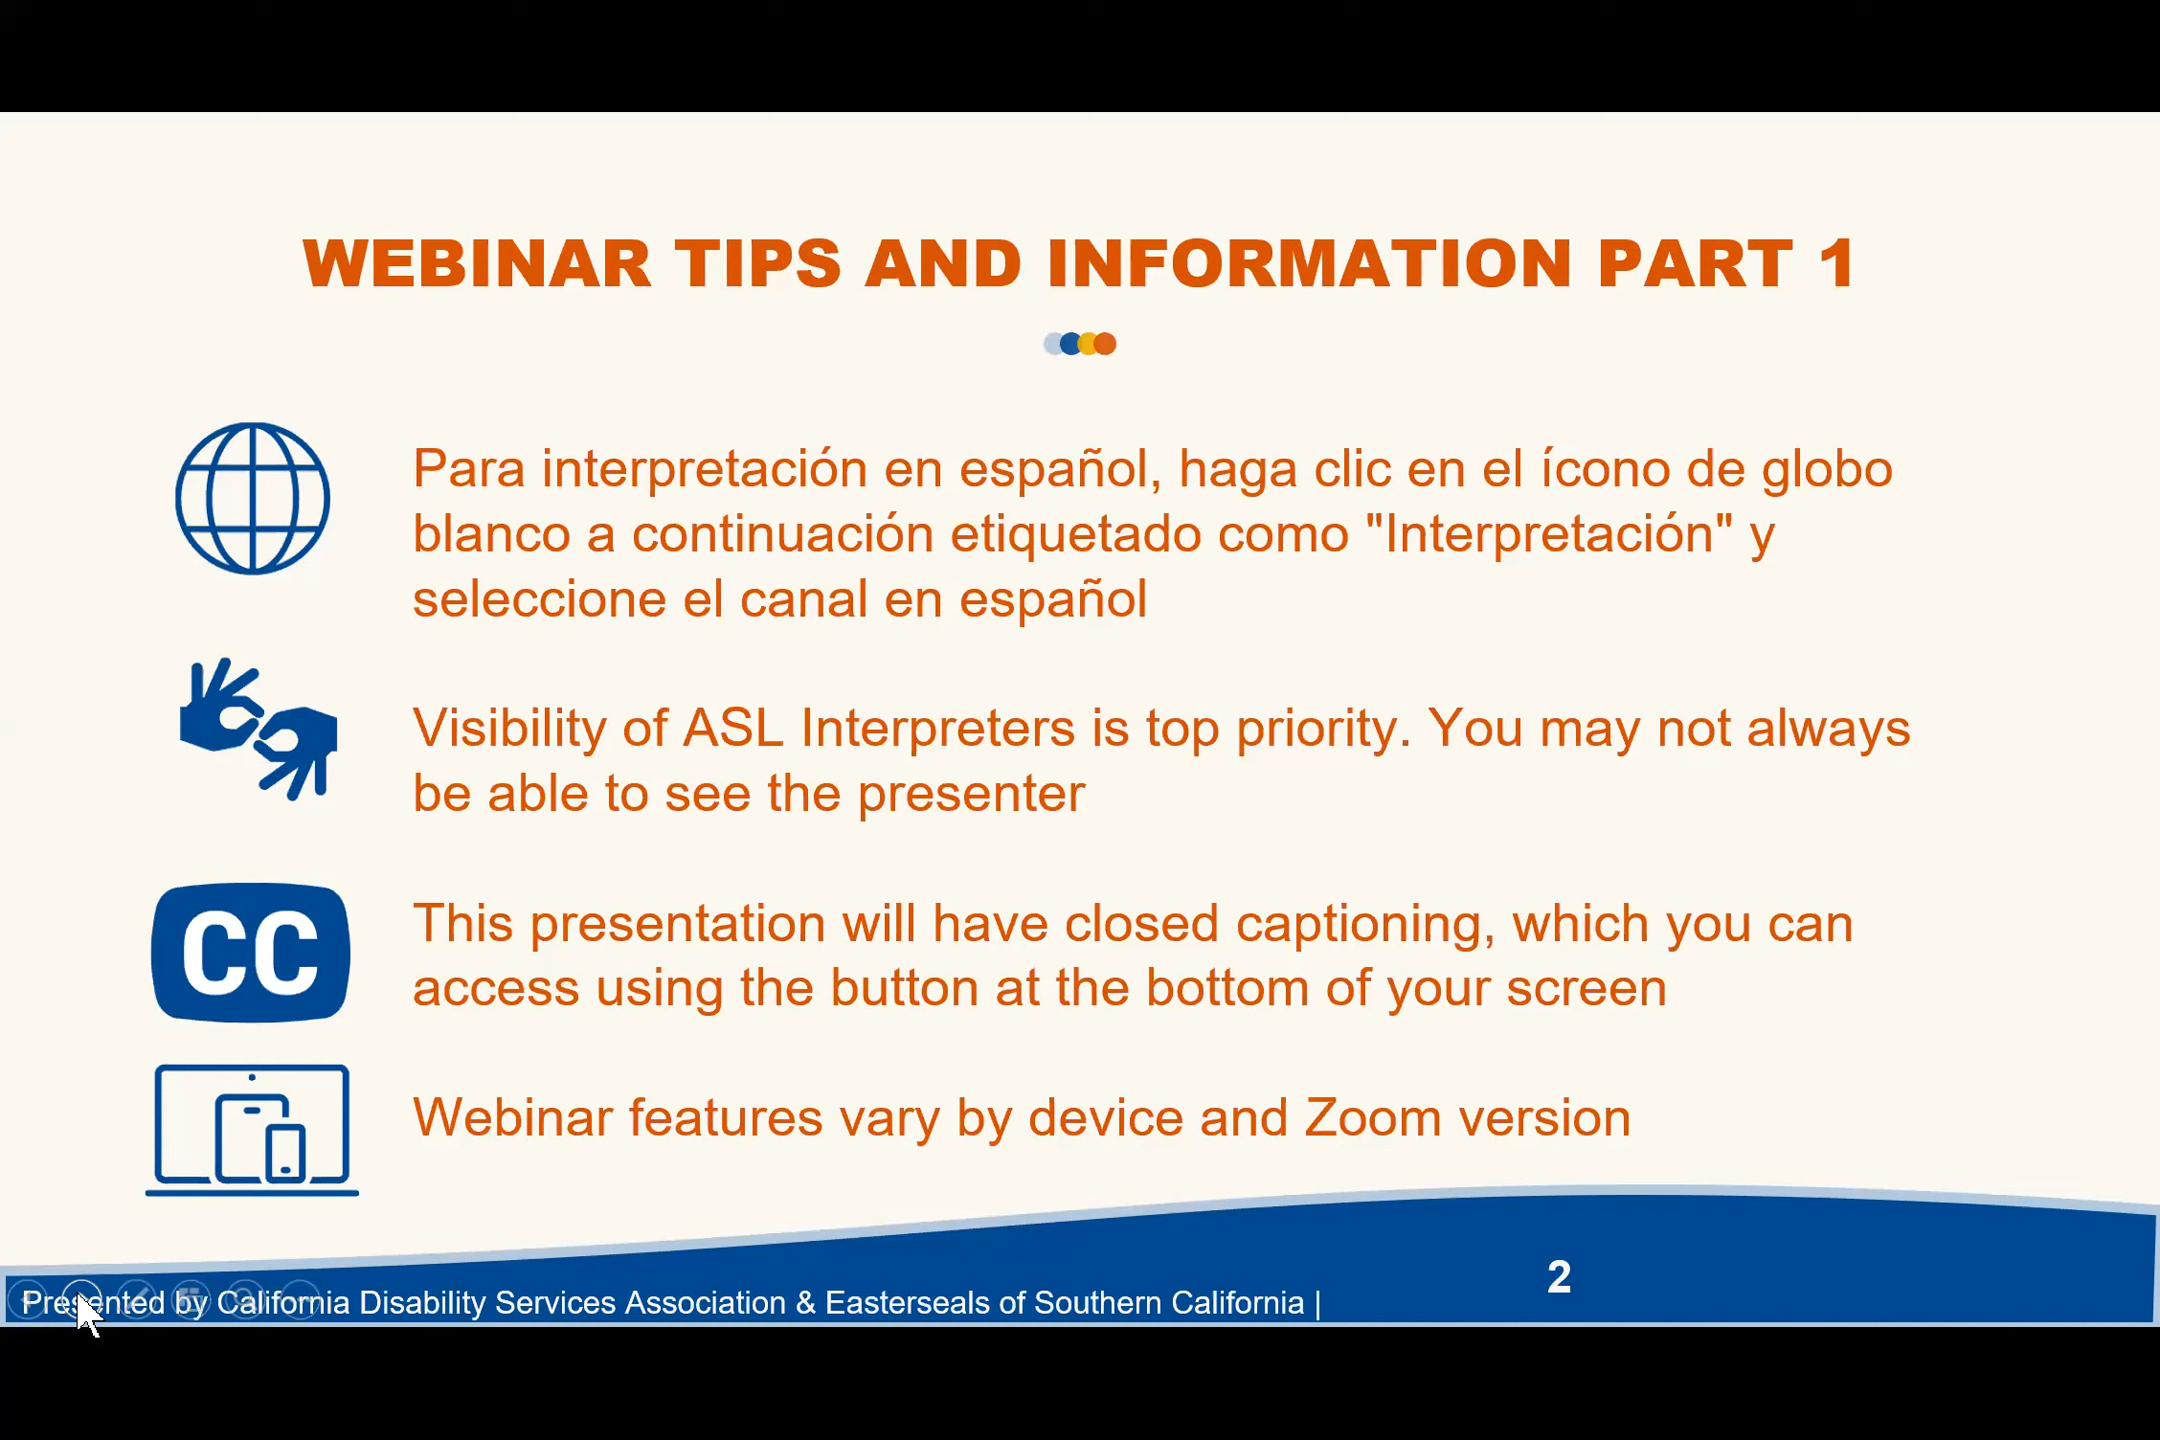 WEBINAR TIPS AND INFORMATION PART 1
Para interpretación en español, haga clic en el ícono de globo
blanco a continuación etiquetado como "Interpretación" y
seleccione el canal en español
Visibility of ASL Interpreters is top priority. You may not always
be able to see the presenter
CC
This presentation will have closed captioning, which you can
access using the button at the bottom of your screen
Webinar features vary by device and Zoom version
2
Presented by California Disability Services Association & Easterseals of Southern California |